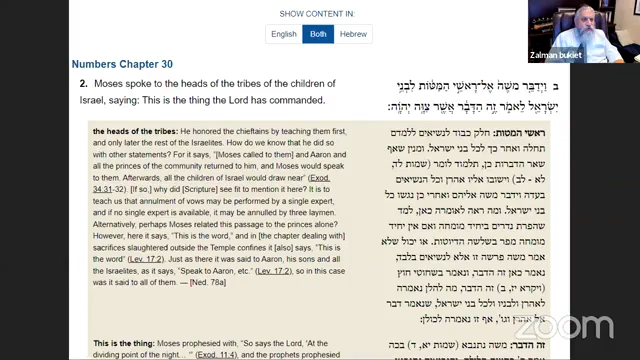 SHOW CONTENT IN:
English
Both
Hebrew
Zalman bukiet
Numbers Chapter 30
2. Moses spoke to the heads of the tribes of the children of
Israel, saying: This is the thing the Lord has commanded.
ב וַיְדַבֵּ֤ר משֶׁה֙ אֶל־רָאשֵׁ֣י הַמַּטּ֔וֹת לִבְנֵ֥י
יִשְׂרָאֵ֖ל לֵאמֹ֑ר זֶ֣ה הַדָּבָ֔ר אֲשֶׁ֖ר צִוָּ֥ה יְהֹוָֽה:
the heads of the tribes: He honored the chieftains by teaching them first,
and only later the rest of the Israelites. How do we know that he did so
with other statements? For it says, "[Moses called to them] and Aaron and
all the princes of the community returned to him, and Moses would speak
to them. Afterwards, all the children of Israel would draw near" (Exod.
34:31-32). [If so,] why did [Scripture] see fit to mention it here? It is to
teach us that annulment of vows may be performed by a single expert,
and if no single expert is available, it may be annulled by three laymen.
Alternatively, perhaps Moses related this passage to the princes alone?
However, here it says, "This is the word," and in [the chapter dealing with]
sacrifices slaughtered outside the Temple confines it [also] says, "This is
the word" (Lev. 17:2). Just as there it was said to Aaron, his sons and all
the Israelites, as it says, "Speak to Aaron, etc." (Lev. 17:2), so in this case
was it said to all of them. — [Ned. 78a]
ראשי המטות: חלק כבוד לנשיאים ללמדם
תחלה ואחר כך לכל בני ישראל. ומנין שאף
שאר הדברות כן, תלמוד לומר (שמות לד,
לא - לב) וישובו אליו אהרן וכל הנשיאים
בעדה וידבר משה אליהם ואחרי כן נגשו כל
בני ישראל. ומה ראה לאומרה כאן, למד
שהפרת נדרים ביחיד מומחה ואם אין יחיד
מומחה מפר בשלשה הדיוטות. או יכול שלא
אמר משה פרשה זו אלא לנשיאים בלבד,
נאמר כאן זה הדבר, ונאמר בשחוטי חוץ
(ויקרא יז, ב) זה הדבר, מה להלן נאמרה
לאהרן ולבניו ולכל בני ישראל, שנאמר דבר
אל אהרן וגו', אף זו נאמרה לכולן:
This is the thing: Moses prophesied with, "So says the Lord, 'At the
dividing point of the night… '" (Exod. 11:4), and the prophets prophesied
זה הדבר: משה נתנבא (שמות יא, ד) בכה
zoom